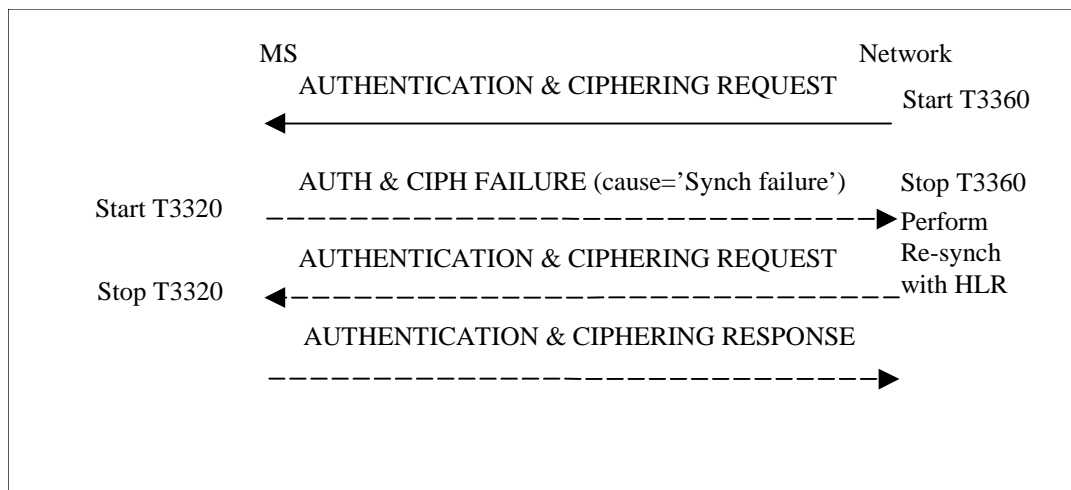 MS
Network
AUTHENTICATION & CIPHERING REQUEST
Start T3360
AUTH & CIPH FAILURE (cause=’Synch failure’)
Stop T3360
Start T3320
Perform
Re-synch
with HLR
AUTHENTICATION & CIPHERING REQUEST
Stop T3320
AUTHENTICATION & CIPHERING RESPONSE